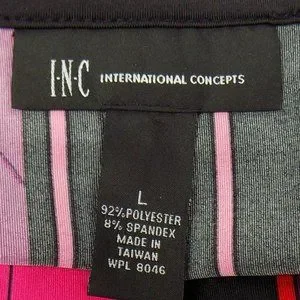 I·N·C INTERNATIONAL CONCEPTS
L
92% POLYESTER
8% SPANDEX
MADE IN
TAIWAN
WPL 8046